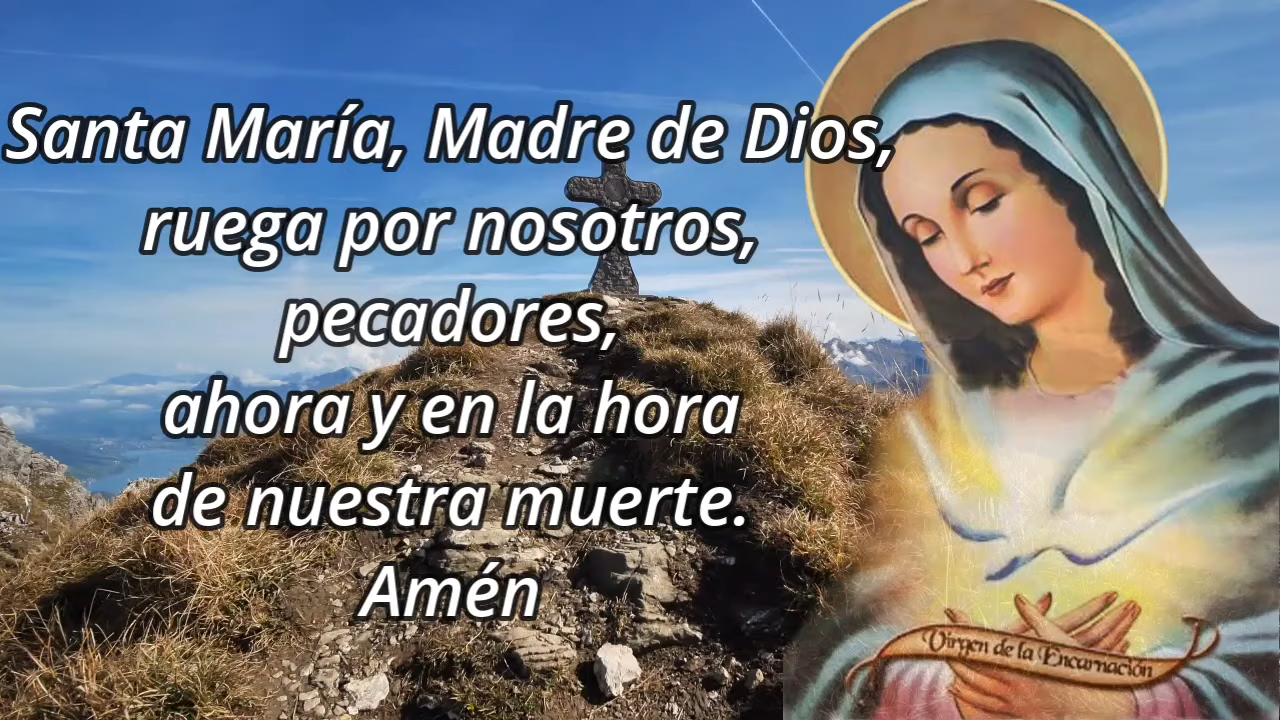 Santa María, Madre de Dios,
ruega por nosotros,
pecadores,
ahora y en la hora
de nuestra muerte.
Amén
Virgen de la Encarnación